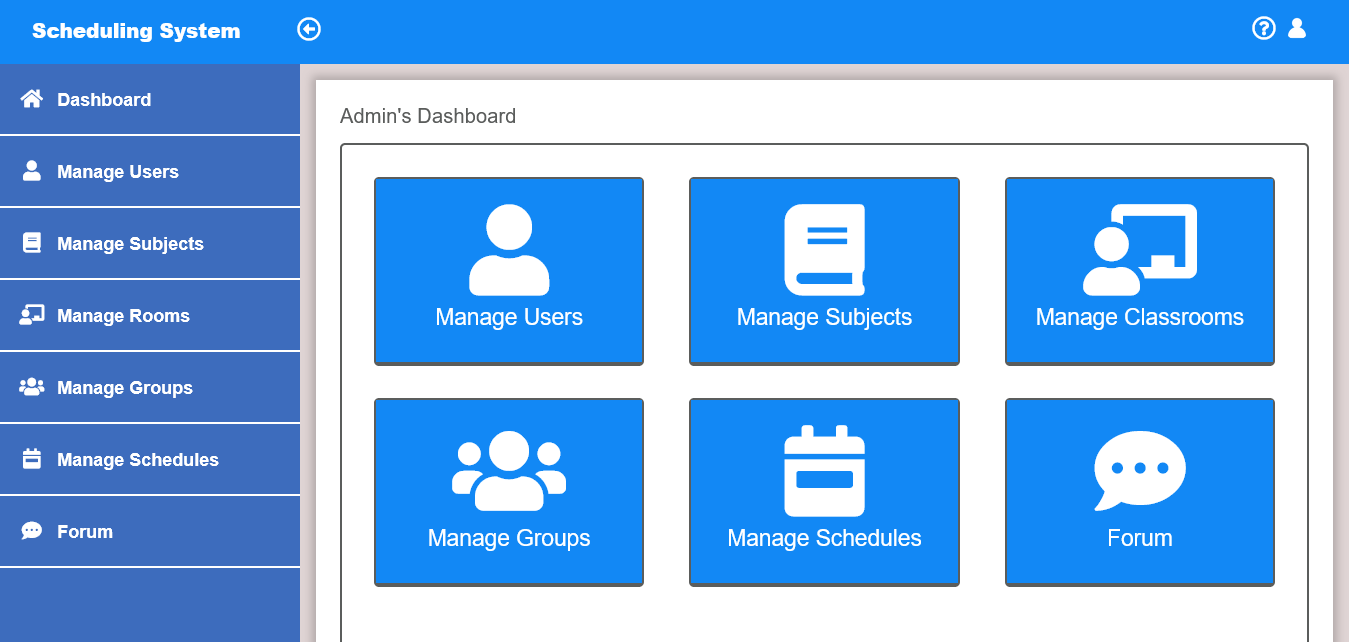 Scheduling System
Dashboard
Manage Users
Manage Subjects
Manage Rooms
Manage Groups
Manage Schedules
Forum
Admin's Dashboard
Manage Users
Manage Subjects
Manage Classrooms
Manage Groups
Manage Schedules
Forum